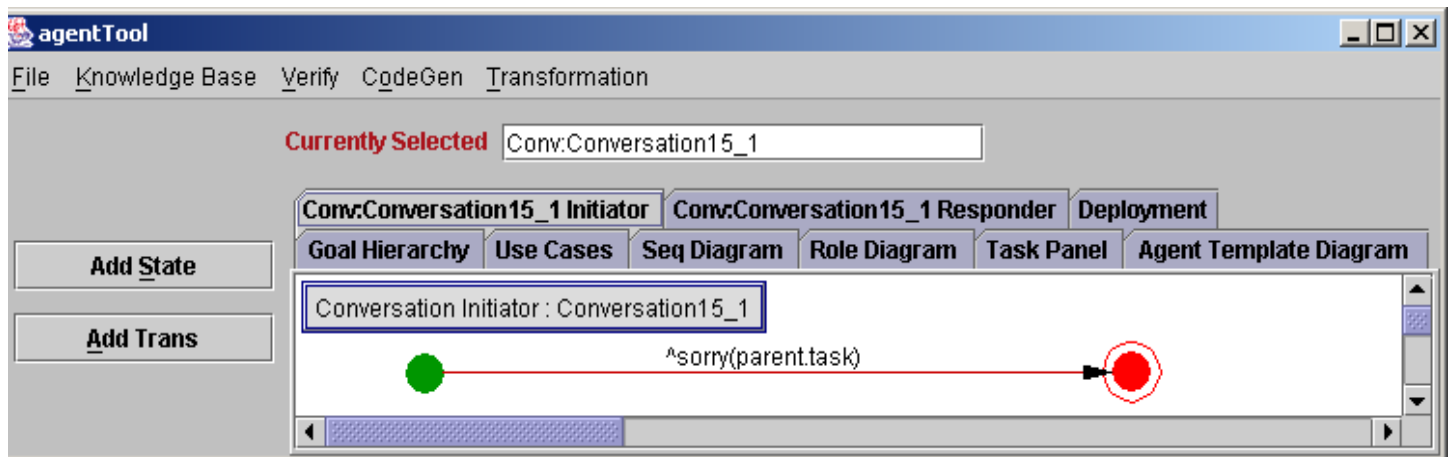 agentTool
File Knowledge Base Verify CodeGen Transformation
Currently Selected Conv:Conversation15_1
Conv:Conversation15_1 Initiator Conv:Conversation15_1 Responder Deployment
Goal Hierarchy Use Cases Seq Diagram Role Diagram Task Panel Agent Template Diagram
Add State
Conversation Initiator : Conversation15_1
Add Trans
^sorry(parent.task)